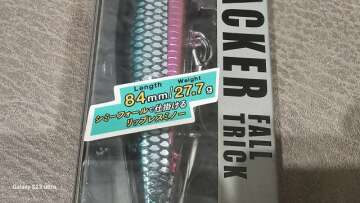 Length
Weight
84mm/27.7g
シミーフォールで仕掛ける
リップレスミノー
ACKER
FALL
TRICK
Galaxy S23 Ultra